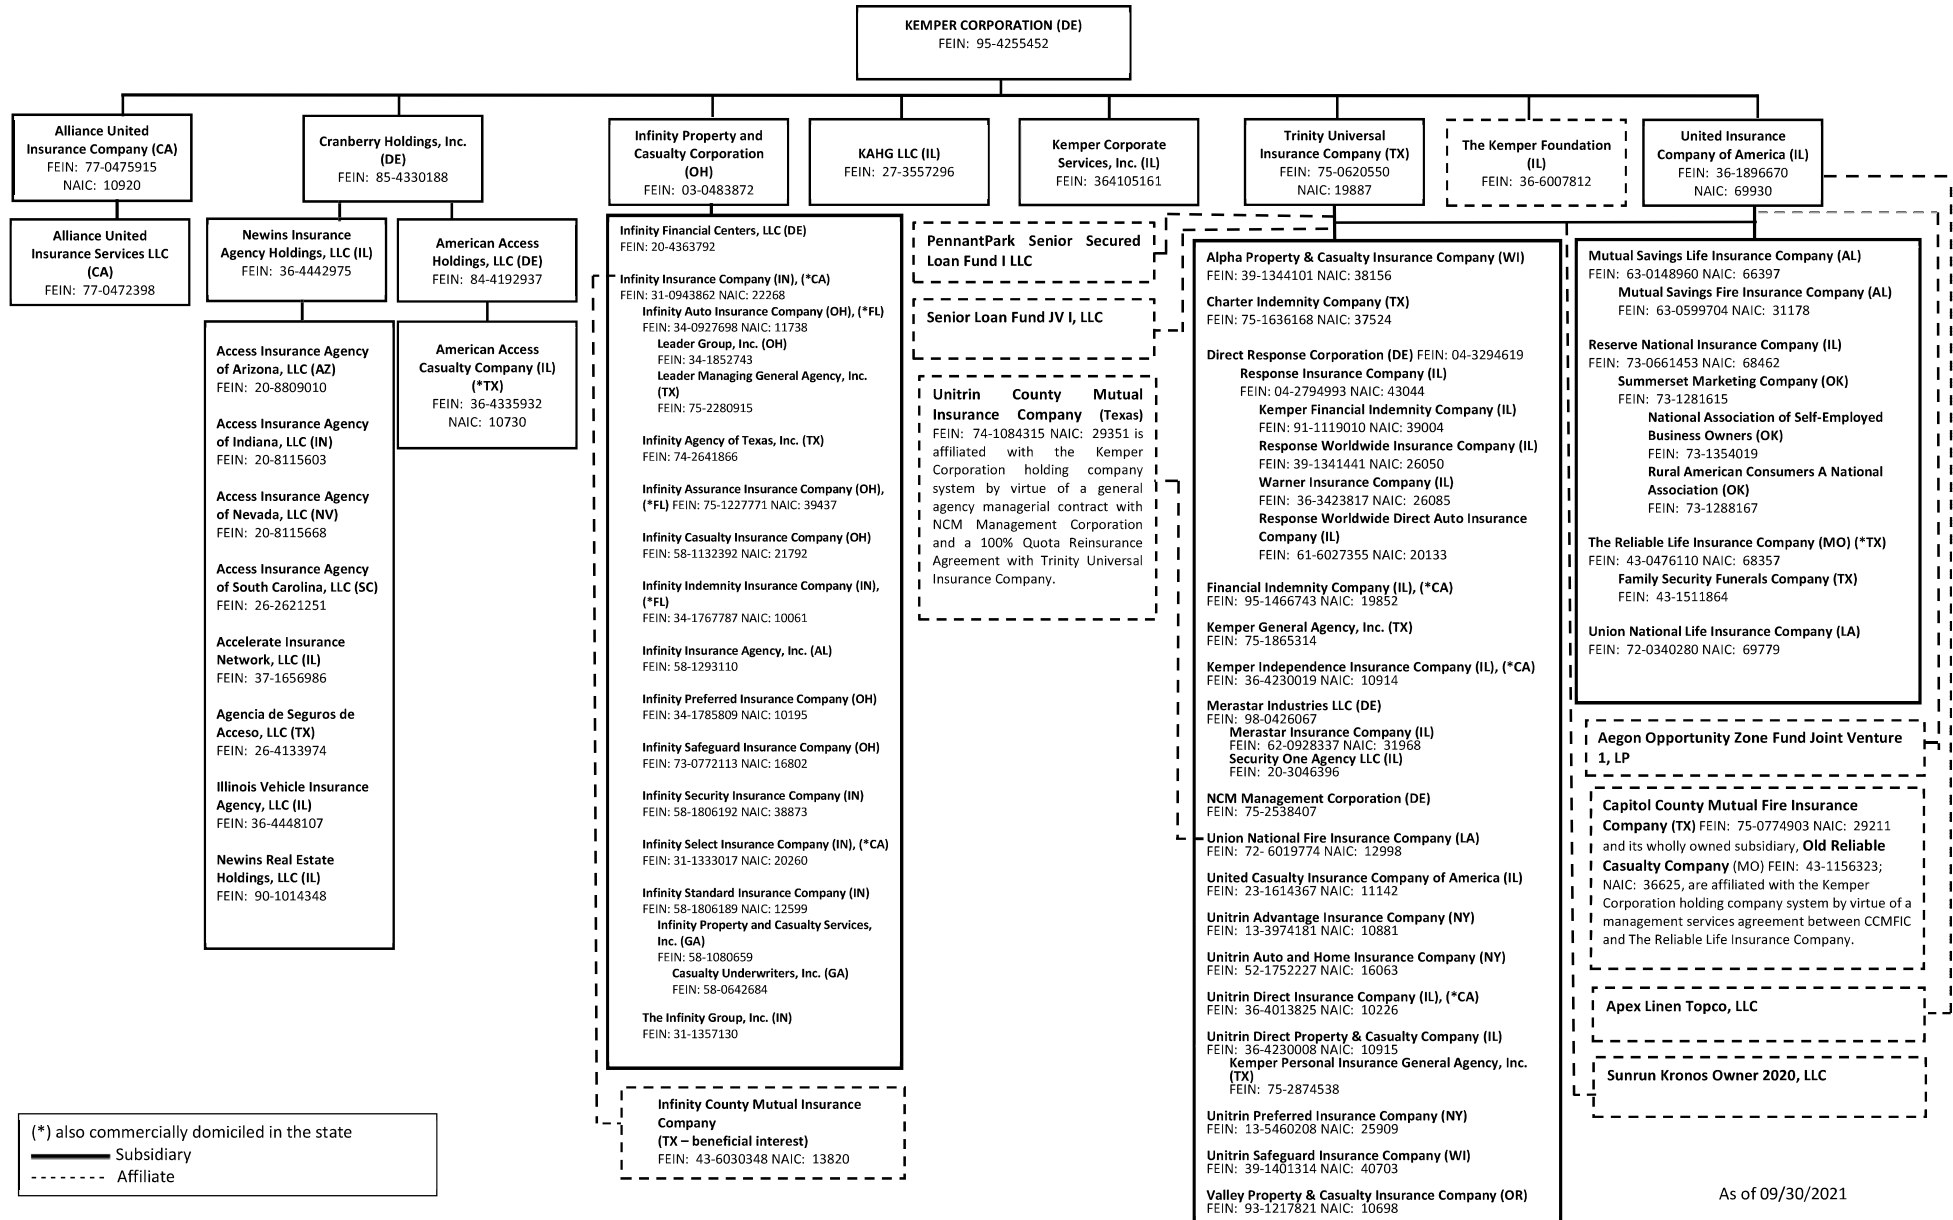 KEMPER CORPORATION (DE)
FEIN: 95-4255452
Alliance United
Insurance Company (CA)
FEIN: 77-0475915
NAIC: 10920
Cranberry Holdings, Inc.
(DE)
FEIN: 85-4330188
Infinity Property and
Casualty Corporation
(OH)
FEIN: 03-0483872
KAHG LLC (IL)
FEIN: 27-3557296
Kemper Corporate
Services, Inc. (IL)
FEIN: 364105161
Trinity Universal
Insurance Company (TX)
FEIN: 75-0620550
NAIC: 19887
The Kemper Foundation
(IL)
FEIN: 36-6007812
United Insurance
Company of America (IL)
FEIN: 36-1896670
NAIC: 69930
Alliance United
Insurance Services LLC
(CA)
FEIN: 77-0472398
Newins Insurance
Agency Holdings, LLC (IL)
FEIN: 36-4442975
American Access
Holdings, LLC (DE)
FEIN: 84-4192937
Access Insurance Agency
of Arizona, LLC (AZ)
FEIN: 20-8809010
Access Insurance Agency
of Indiana, LLC (IN)
FEIN: 20-8115603
Access Insurance Agency
of Nevada, LLC (NV)
FEIN: 20-8115668
Access Insurance Agency
of South Carolina, LLC (SC)
FEIN: 26-2621251
Accelerate Insurance
Network, LLC (IL)
FEIN: 37-1656986
Agencia de Seguros de
Acceso, LLC (TX)
FEIN: 26-4133974
Illinois Vehicle Insurance
Agency, LLC (IL)
FEIN: 36-4448107
Newins Real Estate
Holdings, LLC (IL)
FEIN: 90-1014348
American Access
Casualty Company (IL)
(*TX)
FEIN: 36-4335932
NAIC: 10730
Infinity Financial Centers, LLC (DE)
FEIN: 20-4363792
Infinity Insurance Company (IN), (*CA)
FEIN: 31-0943862 NAIC: 22268
Infinity Auto Insurance Company (OH), (*FL)
FEIN: 34-0927698 NAIC: 11738
Leader Group, Inc. (OH)
FEIN: 34-1852743
Leader Managing General Agency, Inc.
(TX)
FEIN: 75-2280915
Infinity Agency of Texas, Inc. (TX)
FEIN: 74-2641866
Infinity Assurance Insurance Company (OH),
(*FL) FEIN: 75-1227771 NAIC: 39437
Infinity Casualty Insurance Company (OH)
FEIN: 58-1132392 NAIC: 21792
Infinity Indemnity Insurance Company (IN),
(*FL)
FEIN: 34-1767787 NAIC: 10061
Infinity Insurance Agency, Inc. (AL)
FEIN: 58-1293110
Infinity Preferred Insurance Company (OH)
FEIN: 34-1785809 NAIC: 10195
Infinity Safeguard Insurance Company (OH)
FEIN: 73-0772113 NAIC: 16802
Infinity Security Insurance Company (IN)
FEIN: 58-1806192 NAIC: 38873
Infinity Select Insurance Company (IN), (*CA)
FEIN: 31-1333017 NAIC: 20260
Infinity Standard Insurance Company (IN)
FEIN: 58-1806189 NAIC: 12599
Infinity Property and Casualty Services,
Inc. (GA)
FEIN: 58-1080659
Casualty Underwriters, Inc. (GA)
FEIN: 58-0642684
The Infinity Group, Inc. (IN)
FEIN: 31-1357130
Infinity County Mutual Insurance
Company
(TX – beneficial interest)
FEIN: 43-6030348 NAIC: 13820
PennantPark Senior Secured
Loan Fund I LLC
Senior Loan Fund JV I, LLC
Unitrin County Mutual
Insurance Company (Texas)
FEIN: 74-1084315 NAIC: 29351 is
affiliated with the Kemper
Corporation holding company
system by virtue of a general
agency managerial contract with
NCM Management Corporation
and a 100% Quota Reinsurance
Agreement with Trinity Universal
Insurance Company.
Alpha Property & Casualty Insurance Company (WI)
FEIN: 39-1344101 NAIC: 38156
Charter Indemnity Company (TX)
FEIN: 75-1636168 NAIC: 37524
Direct Response Corporation (DE) FEIN: 04-3294619
Response Insurance Company (IL)
FEIN: 04-2794993 NAIC: 43044
Kemper Financial Indemnity Company (IL)
FEIN: 91-1119010 NAIC: 39004
Response Worldwide Insurance Company (IL)
FEIN: 39-1341441 NAIC: 26050
Warner Insurance Company (IL)
FEIN: 36-3423817 NAIC: 26085
Response Worldwide Direct Auto Insurance
Company (IL)
FEIN: 61-6027355 NAIC: 20133
Financial Indemnity Company (IL), (*CA)
FEIN: 95-1466743 NAIC: 19852
Kemper General Agency, Inc. (TX)
FEIN: 75-1865314
Kemper Independence Insurance Company (IL), (*CA)
FEIN: 36-4230019 NAIC: 10914
Merastar Industries LLC (DE)
FEIN: 98-0426067
Merastar Insurance Company (IL)
FEIN: 62-0928337 NAIC: 31968
Security One Agency LLC (IL)
FEIN: 20-3046396
NCM Management Corporation (DE)
FEIN: 75-2538407
Union National Fire Insurance Company (LA)
FEIN: 72- 6019774 NAIC: 12998
United Casualty Insurance Company of America (IL)
FEIN: 23-1614367 NAIC: 11142
Unitrin Advantage Insurance Company (NY)
FEIN: 13-3974181 NAIC: 10881
Unitrin Auto and Home Insurance Company (NY)
FEIN: 52-1752227 NAIC: 16063
Unitrin Direct Insurance Company (IL), (*CA)
FEIN: 36-4013825 NAIC: 10226
Unitrin Direct Property & Casualty Company (IL)
FEIN: 36-4230008 NAIC: 10915
Kemper Personal Insurance General Agency, Inc.
(TX)
FEIN: 75-2874538
Unitrin Preferred Insurance Company (NY)
FEIN: 13-5460208 NAIC: 25909
Unitrin Safeguard Insurance Company (WI)
FEIN: 39-1401314 NAIC: 40703
Valley Property & Casualty Insurance Company (OR)
FEIN: 93-1217821 NAIC: 10698
Mutual Savings Life Insurance Company (AL)
FEIN: 63-0148960 NAIC: 66397
Mutual Savings Fire Insurance Company (AL)
FEIN: 63-0599704 NAIC: 31178
Reserve National Insurance Company (IL)
FEIN: 73-0661453 NAIC: 68462
Summerset Marketing Company (OK)
FEIN: 73-1281615
National Association of Self-Employed
Business Owners (OK)
FEIN: 73-1354019
Rural American Consumers A National
Association (OK)
FEIN: 73-1288167
The Reliable Life Insurance Company (MO) (*TX)
FEIN: 43-0476110 NAIC: 68357
Family Security Funerals Company (TX)
FEIN: 43-1511864
Union National Life Insurance Company (LA)
FEIN: 72-0340280 NAIC: 69779
Aegon Opportunity Zone Fund Joint Venture
1, LP
Capitol County Mutual Fire Insurance
Company (TX) FEIN: 75-0774903 NAIC: 29211
and its wholly owned subsidiary, Old Reliable
Casualty Company (MO) FEIN: 43-1156323;
NAIC: 36625, are affiliated with the Kemper
Corporation holding company system by virtue of a
management services agreement between CCMFIC
and The Reliable Life Insurance Company.
Apex Linen Topco, LLC
Sunrun Kronos Owner 2020, LLC
(*) also commercially domiciled in the state
Subsidiary
Affiliate
As of 09/30/2021